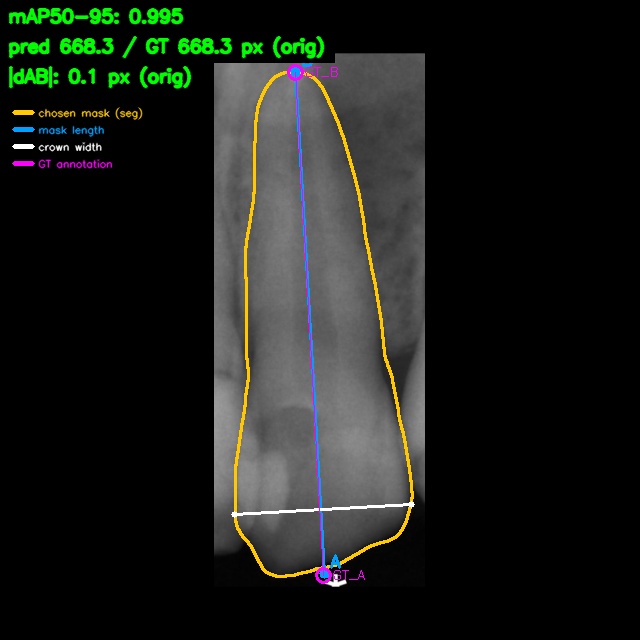 mAP50-95: 0.995
pred 668.3 / GT 668.3 px (orig)
|dAB|: 0.1 px (orig)
chosen mask (seg)
mask length
crown width
GT annotation
GT_B
A
GT_A